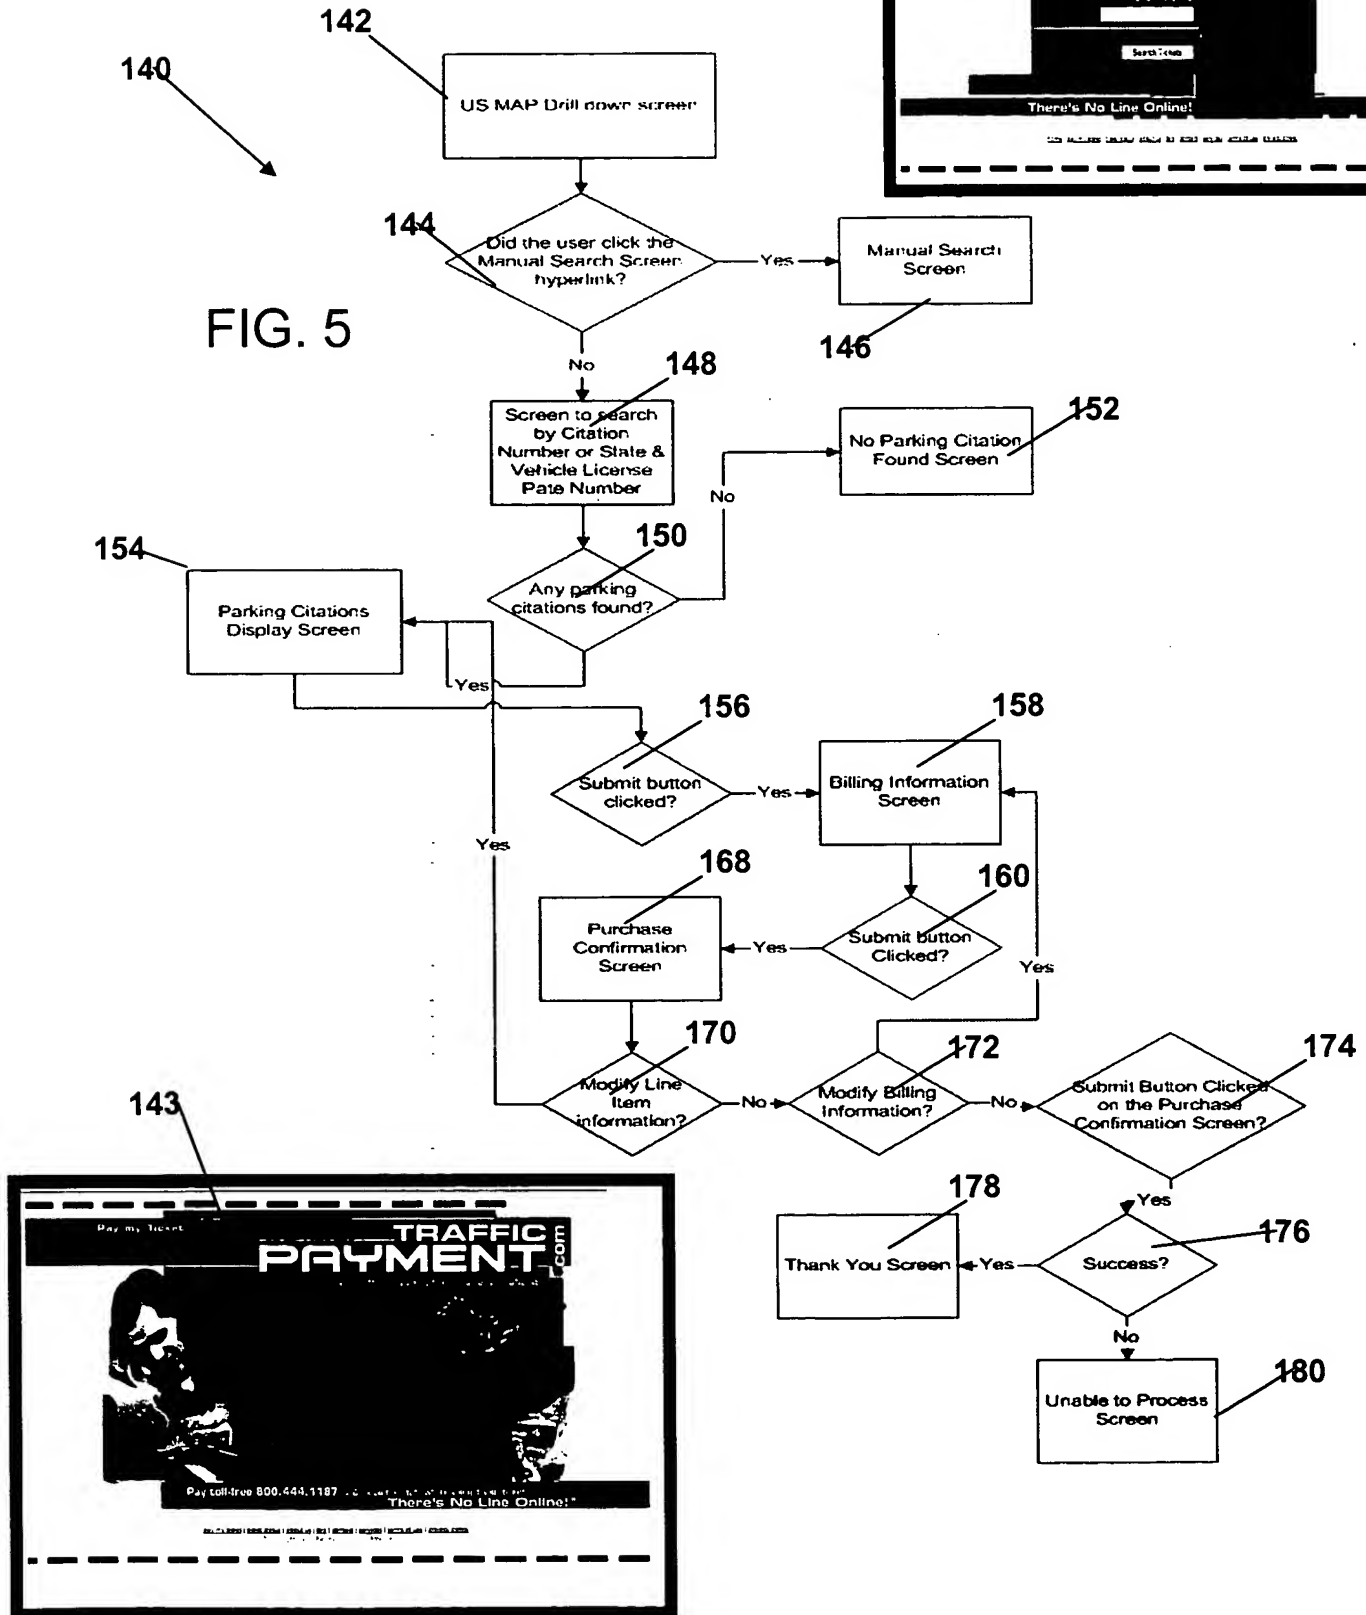 142
140
US MAP Drill down screen
Search Tickets
There's No Line Online!
144
Did the user click the
Manual Search Screen
hyperlink?
Yes
Manual Search
Screen
146
FIG. 5
No
148
Screen to search
by Citation
Number or State &
Vehicle License
Pate Number
152
No Parking Citation
Found Screen
No
150
Any parking
citations found?
154
Parking Citations
Display Screen
Yes
156
Submit button
clicked?
Yes
158
Billing Information
Screen
Yes
168
Purchase
Confirmation
Screen
Yes
160
Submit button
Clicked?
Yes
170
Modify Line
Item
information?
No
172
Modify Billing
Information?
No
174
Submit Button Clicked
on the Purchase
Confirmation Screen?
Yes
143
Pay my Ticket
TRAFFIC
PAYMENT
.com
Pay toll-free 800.444.1187
There's No Line Online!"
178
Thank You Screen
Yes
176
Success?
No
180
Unable to Process
Screen